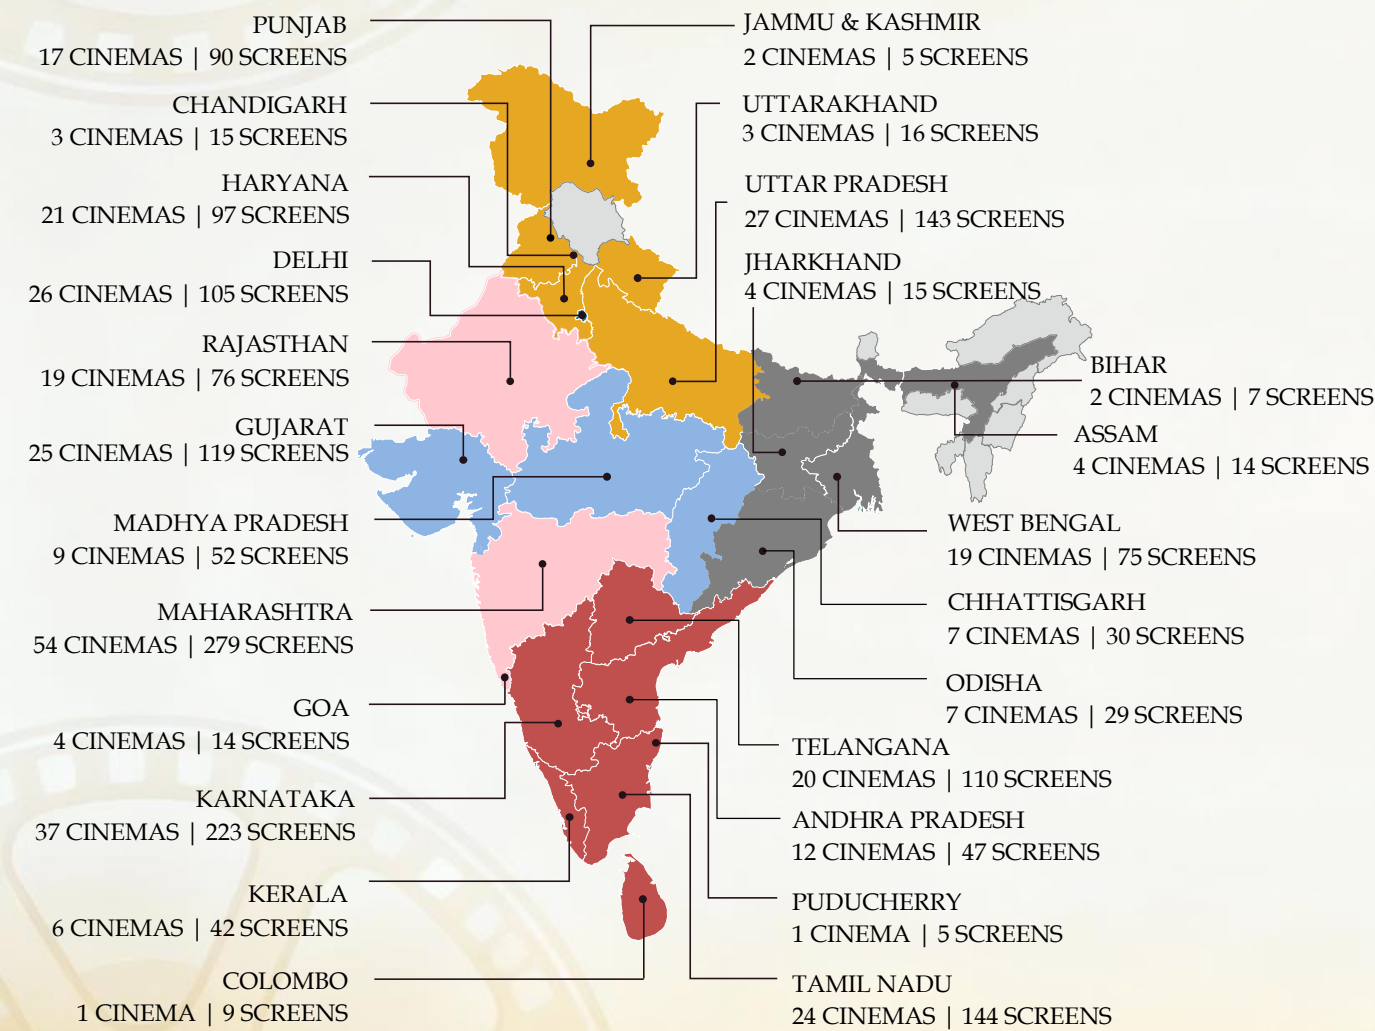 PUNJAB
17 CINEMAS | 90 SCREENS
CHANDIGARH
3 CINEMAS | 15 SCREENS
HARYANA
21 CINEMAS | 97 SCREENS
DELHI
26 CINEMAS | 105 SCREENS
RAJASTHAN
19 CINEMAS | 76 SCREENS
GUJARAT
25 CINEMAS | 119 SCREENS
MADHYA PRADESH
9 CINEMAS | 52 SCREENS
MAHARASHTRA
54 CINEMAS | 279 SCREENS
GOA
4 CINEMAS | 14 SCREENS
KARNATAKA
37 CINEMAS | 223 SCREENS
KERALA
6 CINEMAS | 42 SCREENS
COLOMBO
1 CINEMA | 9 SCREENS
JAMMU & KASHMIR
2 CINEMAS | 5 SCREENS
UTTARAKHAND
3 CINEMAS | 16 SCREENS
UTTAR PRADESH
27 CINEMAS | 143 SCREENS
JHARKHAND
4 CINEMAS | 15 SCREENS
BIHAR
2 CINEMAS | 7 SCREENS
ASSAM
4 CINEMAS | 14 SCREENS
WEST BENGAL
19 CINEMAS | 75 SCREENS
CHHATTISGARH
7 CINEMAS | 30 SCREENS
ODISHA
7 CINEMAS | 29 SCREENS
TELANGANA
20 CINEMAS | 110 SCREENS
ANDHRA PRADESH
12 CINEMAS | 47 SCREENS
PUDUCHERRY
1 CINEMA | 5 SCREENS
TAMIL NADU
24 CINEMAS | 144 SCREENS